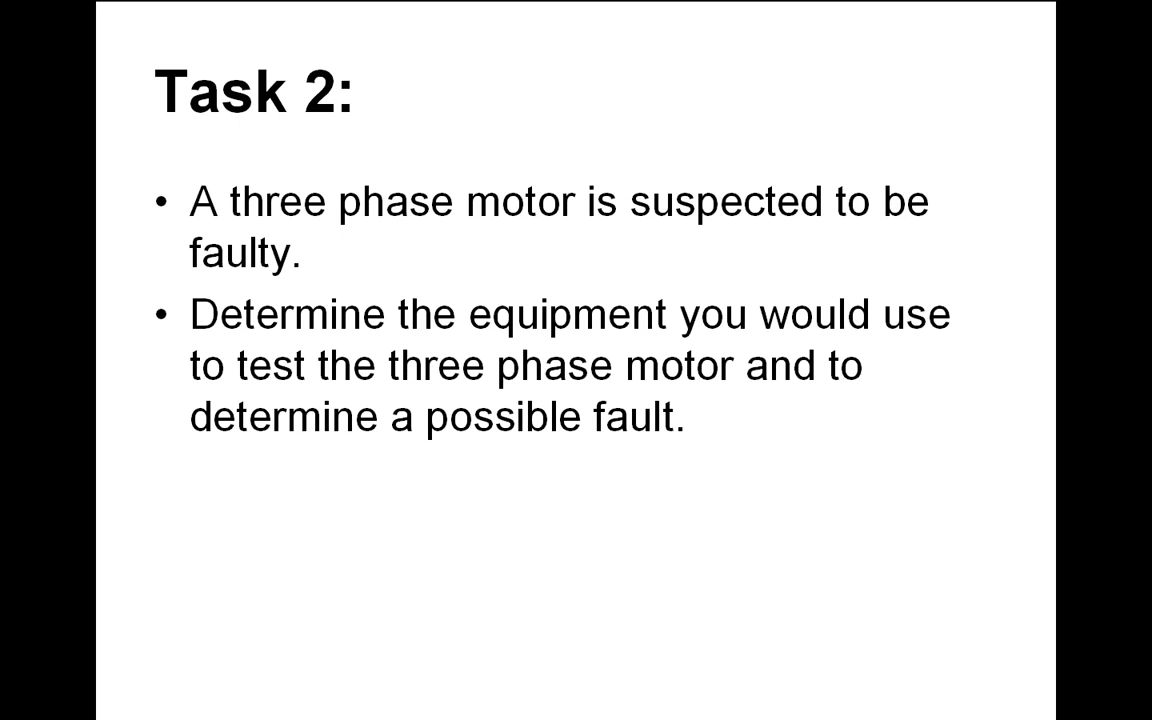 Task 2:
• A three phase motor is suspected to be
faulty.
• Determine the equipment you would use
to test the three phase motor and to
determine a possible fault.